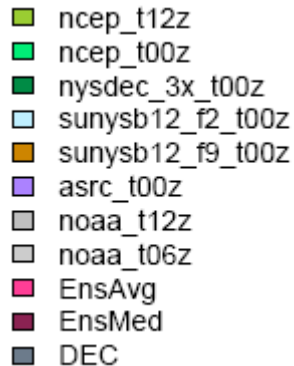 ncep_t12z
ncep_t00z
nysdec_3x_t00z
sunysb12_f2_t00z
sunysb12_f9_t00z
asrc_t00z
noaa_t12z
noaa_t06z
EnsAvg
EnsMed
DEC